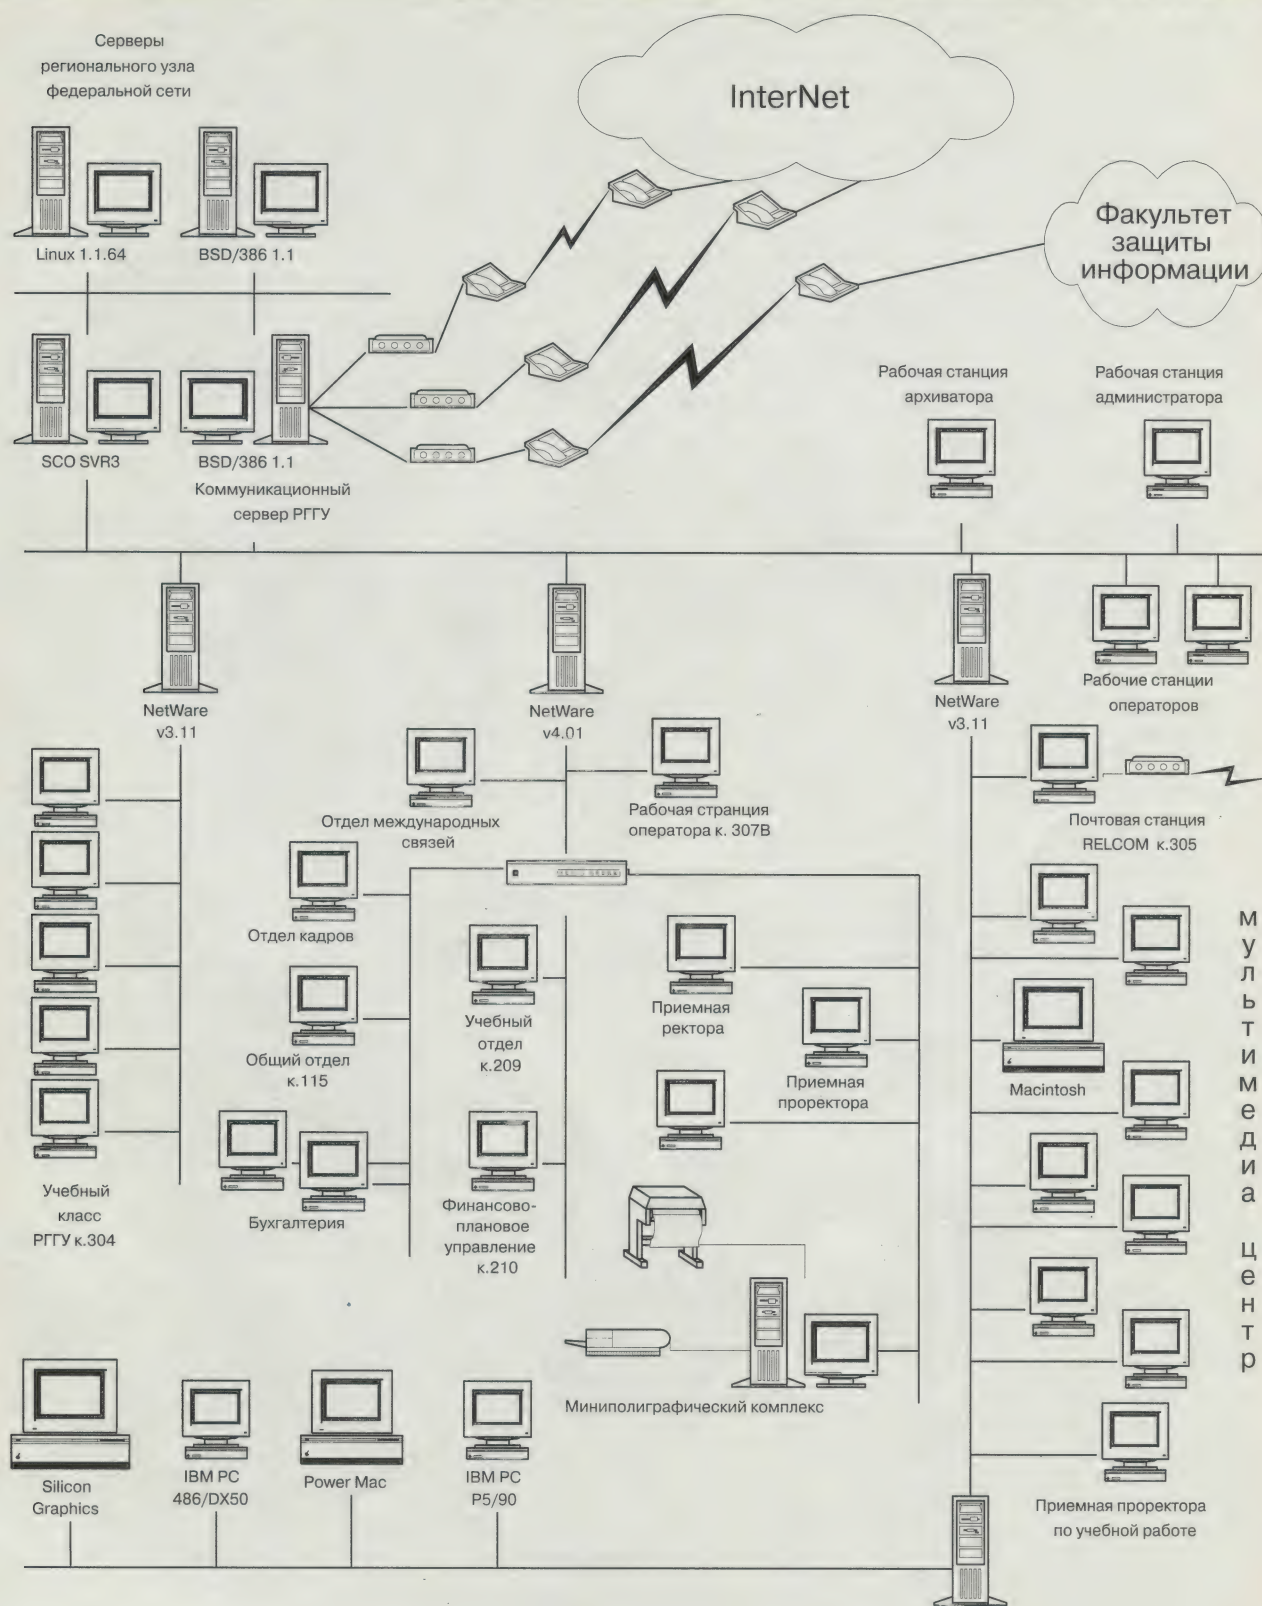 Серверы
регионального узла
федеральной сети
InterNet
Linux 1.1.64
BSD/386 1.1
Факультет
защиты
информации
SCO SVR3
BSD/386 1.1
Коммуникационный
сервер РГГУ
Рабочая станция
архиватора
Рабочая станция
администратора
NetWare
v3.11
NetWare
v4.01
NetWare
v3.11
Рабочие станции
операторов
Отдел международных
связей
Рабочая странция
оператора к. 307В
Почтовая станция
RELCOM к.305
Отдел кадров
Общий отдел
к.115
Учебный
отдел
к.209
Приемная
ректора
Приемная
проректора
Macintosh
мультимедиа центр
Учебный
класс
РГГУ к.304
Бухгалтерия
Финансово-
плановое
управление
к.210
Миниполиграфический комплекс
Silicon
Graphics
IBM PC
486/DX50
Power Mac
IBM PC
P5/90
Приемная проректора
по учебной работе